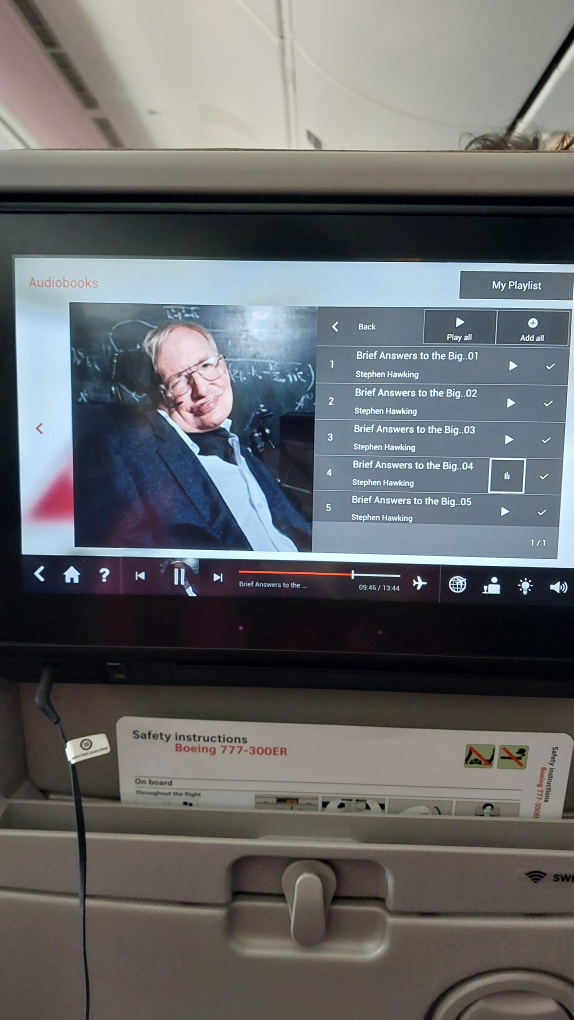 Audiobooks
My Playlist
Back
Play all
Add all
1 Brief Answers to the Big..01
Stephen Hawking
2 Brief Answers to the Big..02
Stephen Hawking
3 Brief Answers to the Big..03
Stephen Hawking
4 Brief Answers to the Big..04
Stephen Hawking
5 Brief Answers to the Big..05
Stephen Hawking
1/1
?
Brief Answers to the ...
09:46 / 13:44
Safety instructions
Boeing 777-300ER
On board
Throughout the flight
Safety instructions
Boeing 777-300ER